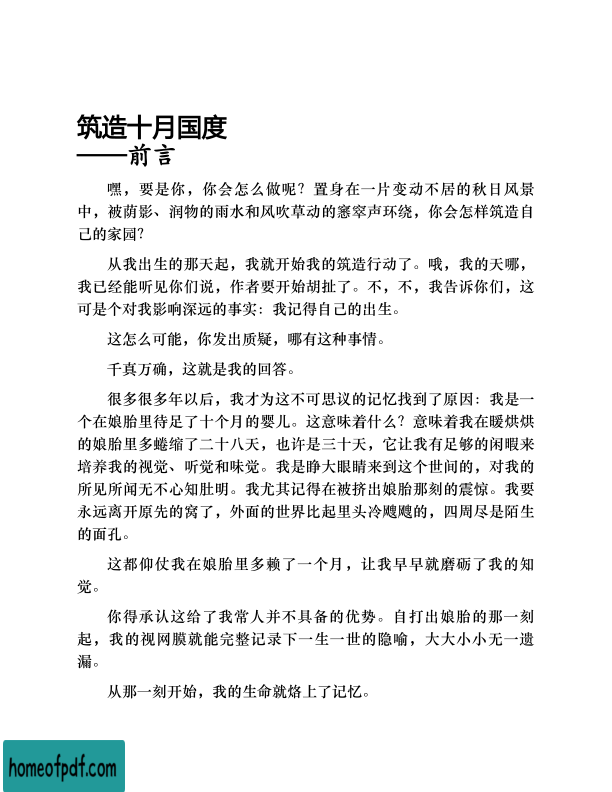 筑造十月国度
——前言
嘿，要是你，你会怎么做呢？置身在一片变动不居的秋日风景
中，被荫影、润物的雨水和风吹草动的窸窣声环绕，你会怎样筑造自
己的家园？
从我出生的那天起，我就开始我的筑造行动了。哦，我的天哪，
我已经能听见你们说，作者要开始胡扯了。不，不，我告诉你们，这
可是个对我影响深远的事实：我记得自己的出生。
这怎么可能，你发出质疑，哪有这种事情。
千真万确，这就是我的回答。
很多很多年以后，我才为这不可思议的记忆找到了原因：我是一
个在娘胎里待足了十个月的婴儿。这意味着什么？意味着我在暖烘烘
的娘胎里多蜷缩了二十八天，也许是三十天，它让我有足够的闲暇来
培养我的视觉、听觉和味觉。我是睁大眼睛来到这个世间的，对我的
所见所闻无不心知肚明。我尤其记得在被挤出娘胎那刻的震惊。我要
永远离开原先的窝了，外面的世界比起里头冷飕飕的，四周尽是陌生
的面孔。
这都仰仗我在娘胎里多赖了一个月，让我早早就磨砺了我的知
觉。
你得承认这给了我常人并不具备的优势。自打出娘胎的那一刻
起，我的视网膜就能完整记录下一生一世的隐喻，大大小小无一遗
漏。
从那一刻开始，我的生命就烙上了记忆。
homeofpdf.com